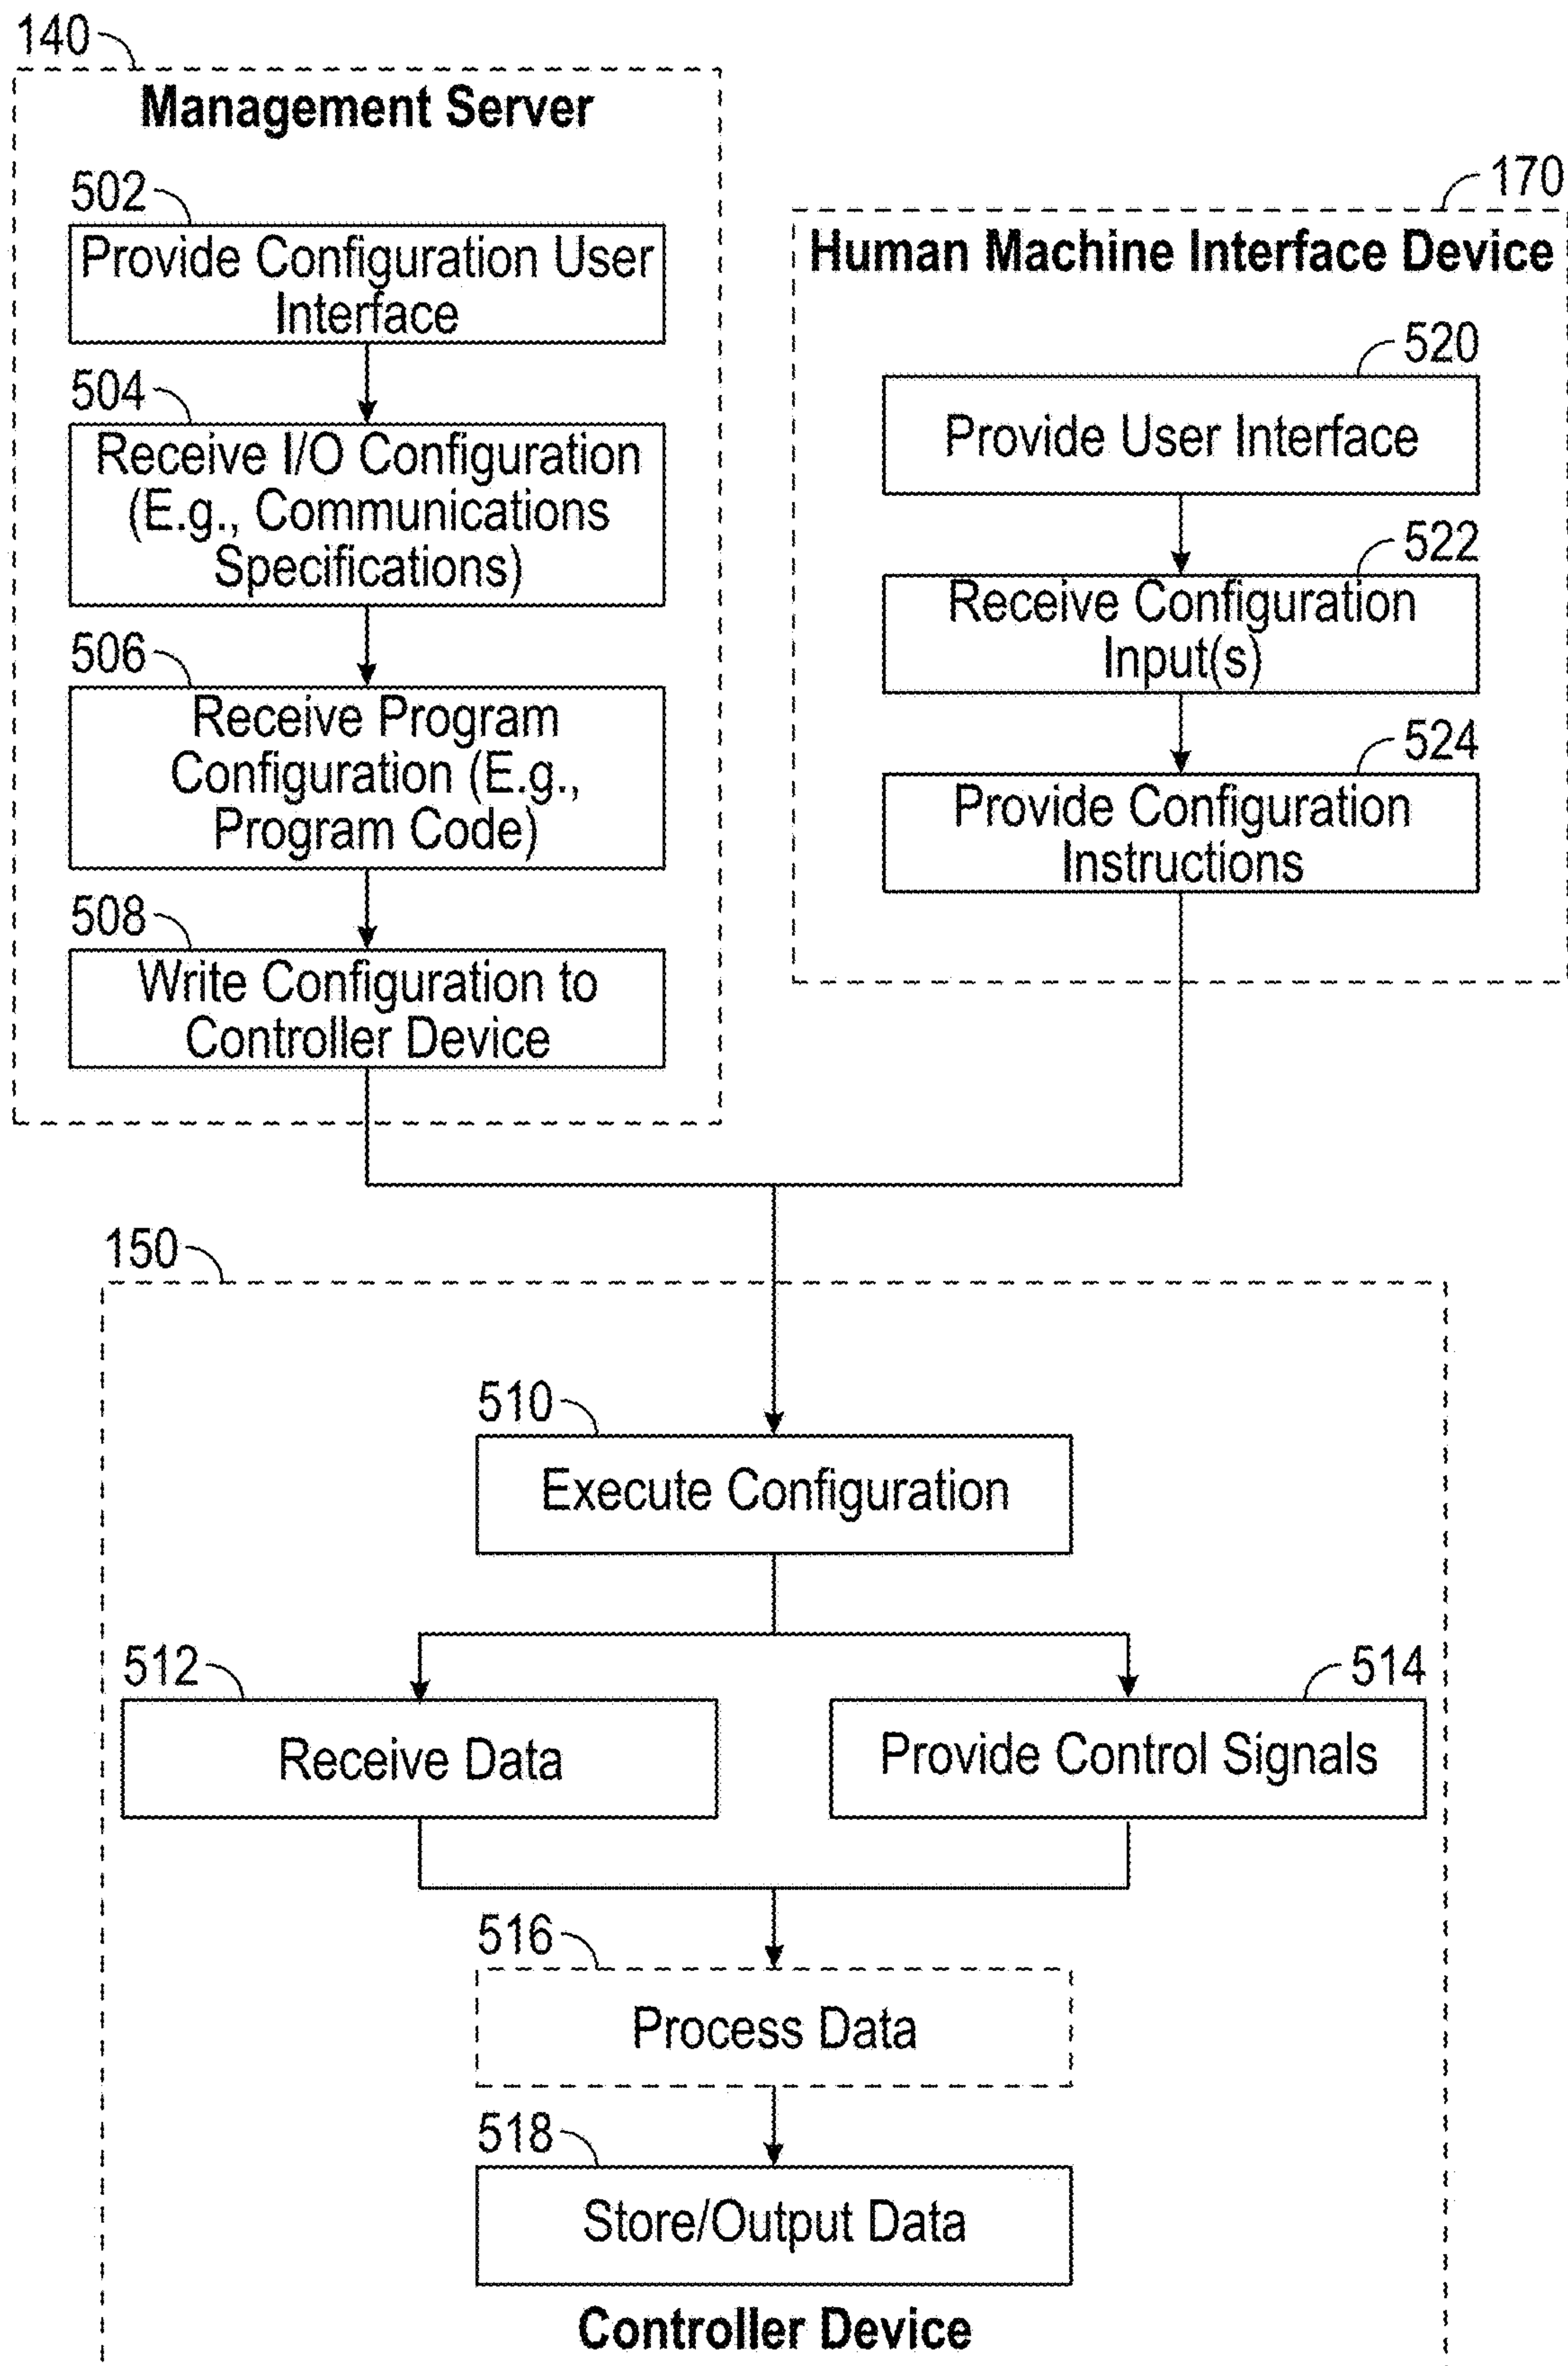 140
Management Server
502
Provide Configuration User
Interface
504
Receive I/O Configuration
(E.g., Communications
Specifications)
506
Receive Program
Configuration (E.g.,
Program Code)
508
Write Configuration to
Controller Device
170
Human Machine Interface Device
520
Provide User Interface
522
Receive Configuration
Input(s)
524
Provide Configuration
Instructions
150
510
Execute Configuration
512
Receive Data
514
Provide Control Signals
516
Process Data
518
Store/Output Data
Controller Device